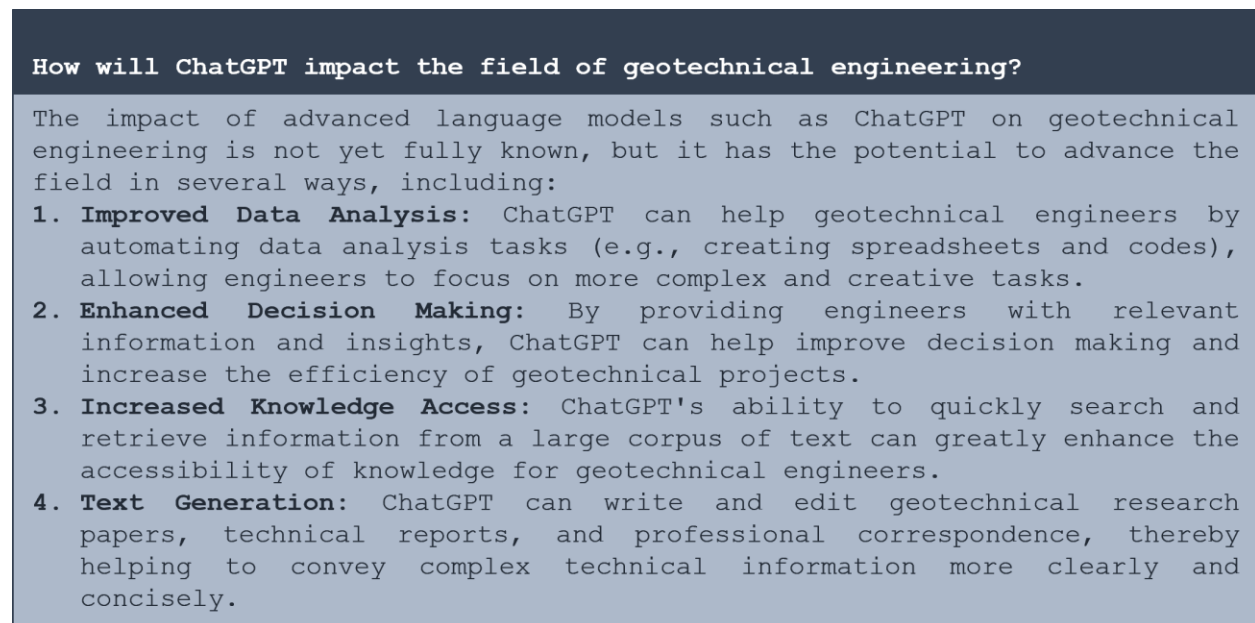 How will ChatGPT impact the field of geotechnical engineering?
The impact of advanced language models such as ChatGPT on geotechnical
engineering is not yet fully known, but it has the potential to advance the
field in several ways, including:
1. Improved Data Analysis: ChatGPT can help geotechnical engineers by
automating data analysis tasks (e.g., creating spreadsheets and codes),
allowing engineers to focus on more complex and creative tasks.
2. Enhanced Decision Making: By providing engineers with relevant
information and insights, ChatGPT can help improve decision making and
increase the efficiency of geotechnical projects.
3. Increased Knowledge Access: ChatGPT's ability to quickly search and
retrieve information from a large corpus of text can greatly enhance the
accessibility of knowledge for geotechnical engineers.
4. Text Generation: ChatGPT can write and edit geotechnical research
papers, technical reports, and professional correspondence, thereby
helping to convey complex technical information more clearly and
concisely.